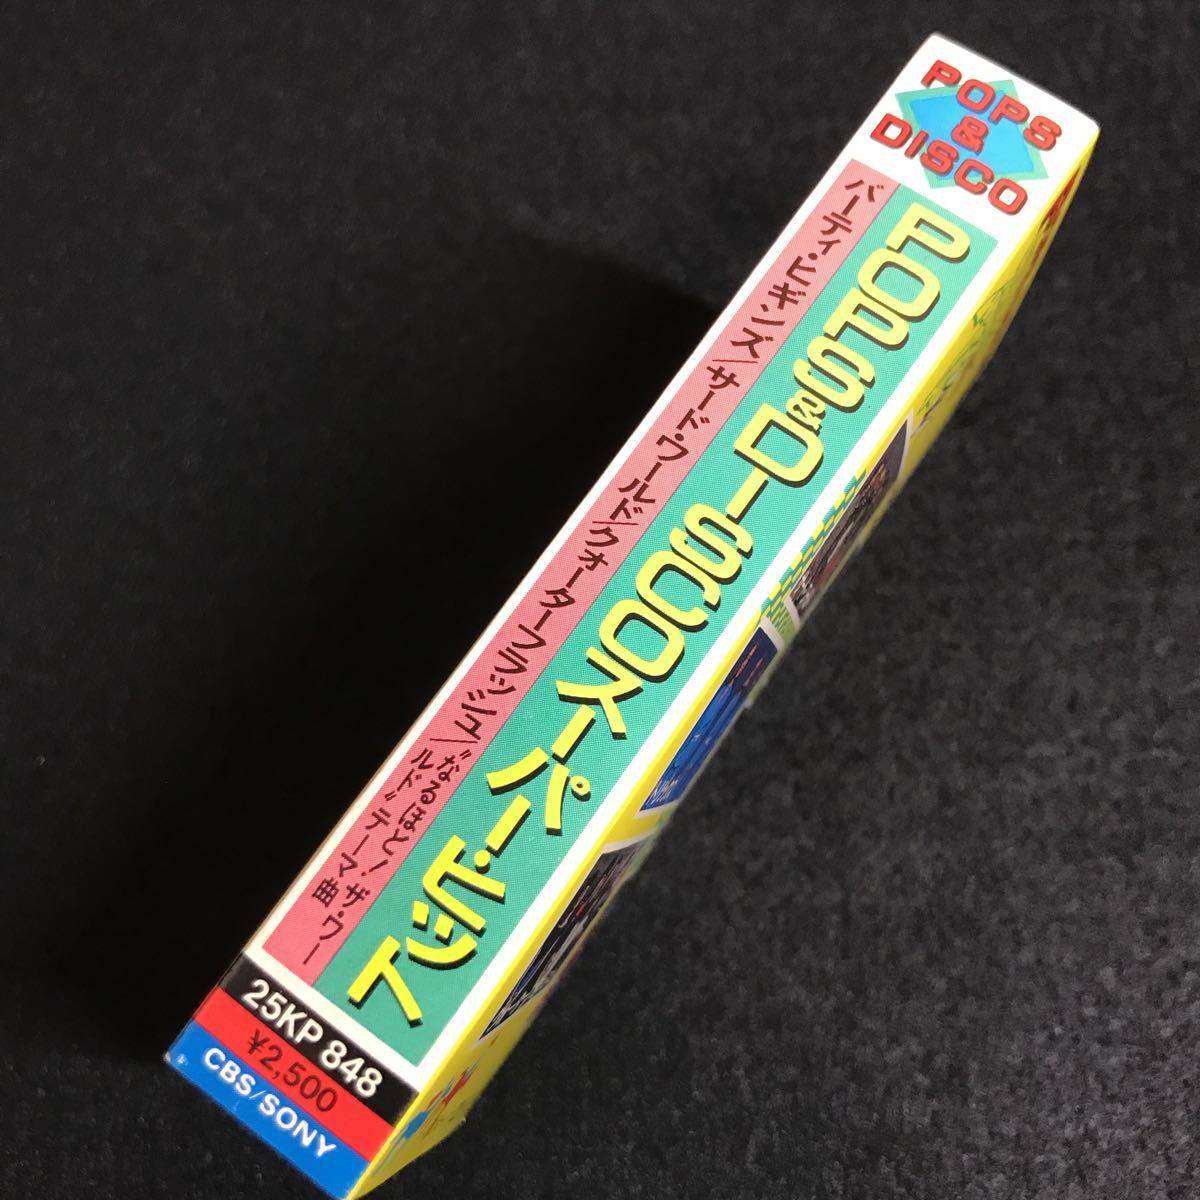 POPS
&
DISCO
POPS&DISCOスーパー・ヒッツ
バーティ・ヒギンズ/サード・ワールド/クォーターフラッシュ/“なるほど!ザ・ワールド”テーマ曲
25KP 848
¥2,500
CBS/SONY